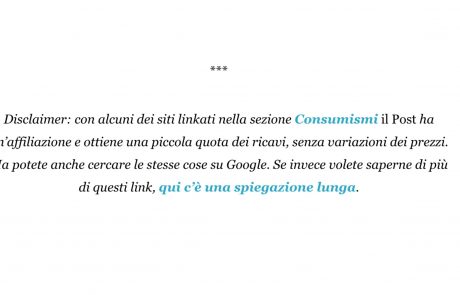 ***
Disclaimer: con alcuni dei siti linkati nella sezione Consumismi il Post ha
n'affiliazione e ottiene una piccola quota dei ricavi, senza variazioni dei prezzi.
Ma potete anche cercare le stesse cose su Google. Se invece volete saperne di più
di questi link, qui c'è una spiegazione lunga.